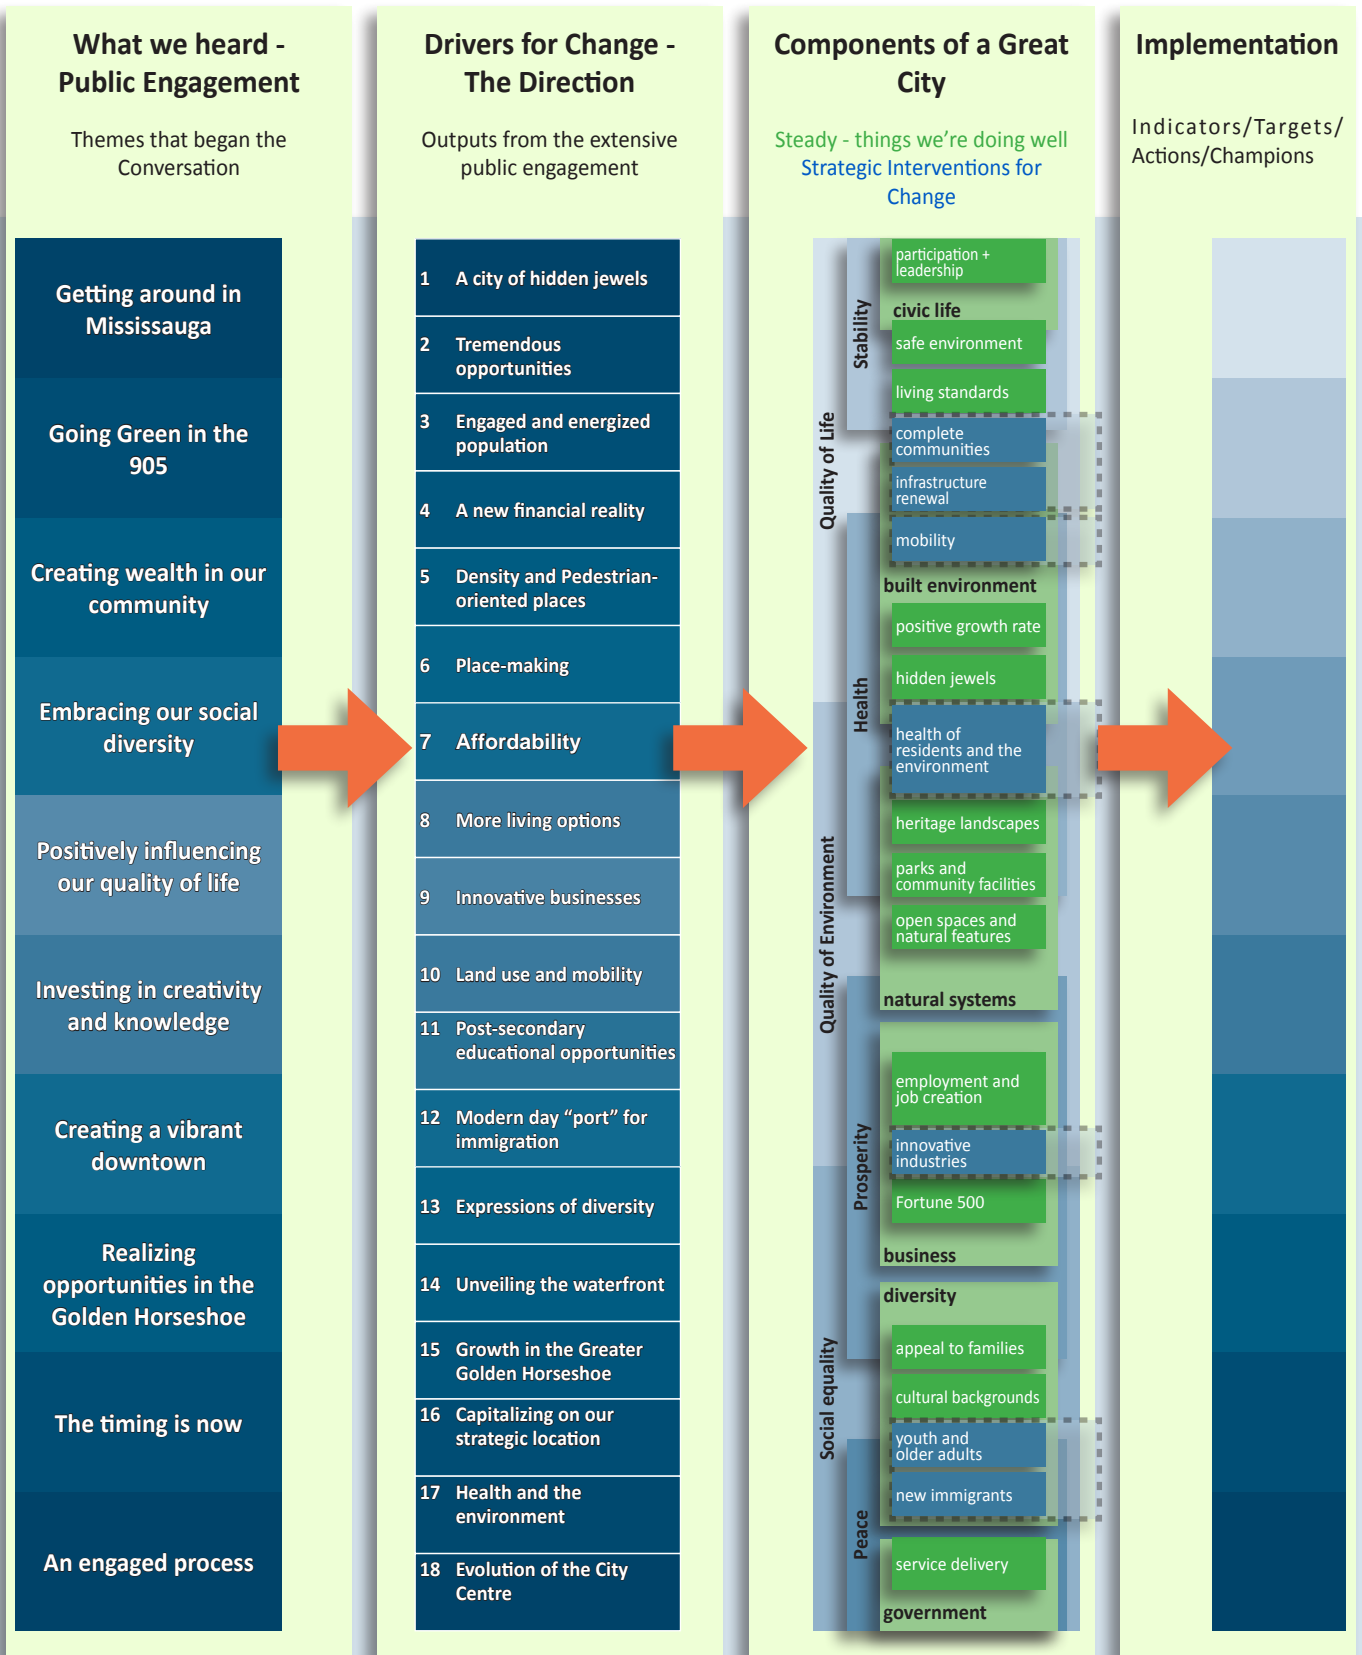 What we heard -
Public Engagement
Themes that began the
Conversation
Getting around in
Mississauga
Going Green in the
905
Creating wealth in our
community
Embracing our social
diversity
Positively influencing
our quality of life
Investing in creativity
and knowledge
Creating a vibrant
downtown
Realizing
opportunities in the
Golden Horseshoe
The timing is now
An engaged process
Drivers for Change -
The Direction
Outputs from the extensive
public engagement
1 A city of hidden jewels
2 Tremendous
opportunities
3 Engaged and energized
population
4 A new financial reality
5 Density and Pedestrian-
oriented places
6 Place-making
7 Affordability
8 More living options
9 Innovative businesses
10 Land use and mobility
11 Post-secondary
educational opportunities
12 Modern day “port” for
immigration
13 Expressions of diversity
14 Unveiling the waterfront
15 Growth in the Greater
Golden Horseshoe
16 Capitalizing on our
strategic location
17 Health and the
environment
18 Evolution of the City
Centre
Components of a Great
City
Steady - things we’re doing well
Strategic Interventions for
Change
Quality of Life
Quality of Environment
Social equality
Stability
Health
Prosperity
Peace
participation +
leadership
civic life
safe environment
living standards
complete
communities
infrastructure
renewal
mobility
built environment
positive growth rate
hidden jewels
health of
residents and the
environment
heritage landscapes
parks and
community facilities
open spaces and
natural features
natural systems
employment and
job creation
innovative
industries
Fortune 500
business
diversity
appeal to families
cultural backgrounds
youth and
older adults
new immigrants
service delivery
government
Implementation
Indicators/Targets/
Actions/Champions